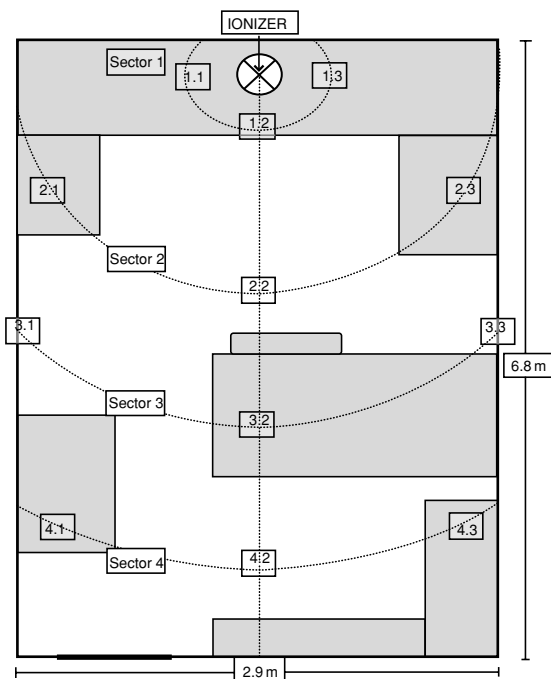 IONIZER
Sector 1
1.1
1.3
1.2
2.1
2.3
Sector 2
2.2
3.1
3.3
6.8 m
Sector 3
3.2
4.1
4.3
Sector 4
4.2
2.9 m